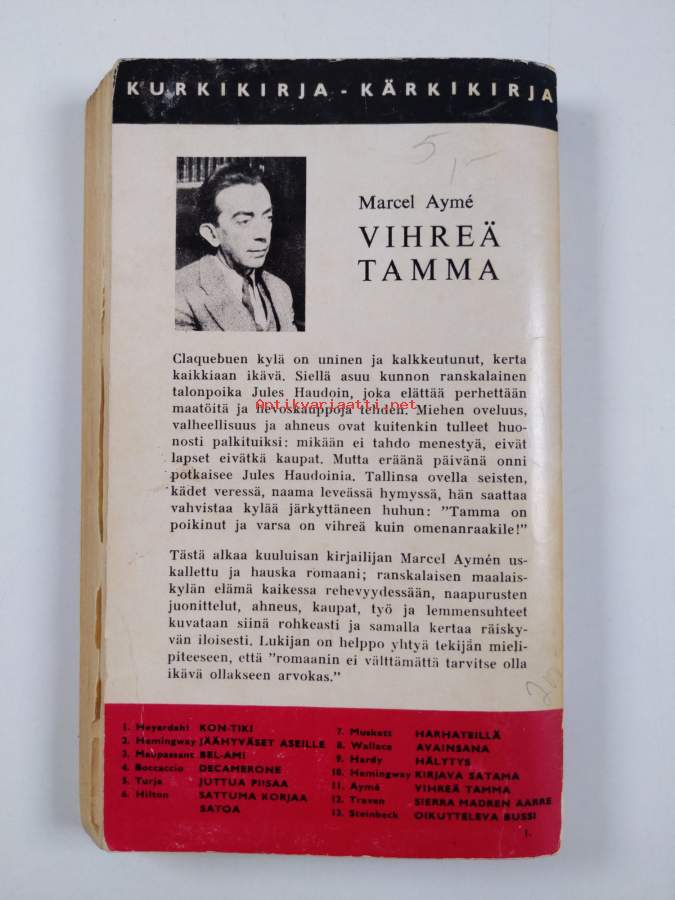 KURKIKIRJA - KÄRKIKIRJA
5,-
Marcel Aymé
VIHREÄ
TAMMA
Claquebuen kylä on uninen ja kalkkeutunut, kerta
kaikkiaan ikävä. Siellä asuu kunnon ranskalainen
talonpoika Jules Haudoin, joka elättää perhettään
maatöitä ja hevoskauppoja tehden. Miehen oveluus,
Antikvariaatti.net
valheellisuus ja ahneus ovat kuitenkin tulleet huo-
nosti palkituiksi: mikään ei tahdo menestyä, eivät
lapset eivätkä kaupat. Mutta eräänä päivänä onni
potkaisee Jules Haudoinia. Tallinsa ovella seisten,
kädet veressä, naama leveässä hymyssä, hän saattaa
vahvistaa kylää järkyttäneen huhun: "Tamma on
poikinut ja varsa on vihreä kuin omenanraakile!"
Tästä alkaa kuuluisan kirjailijan Marcel Aymén us-
kallettu ja hauska romaani; ranskalaisen maalais-
kylän elämä kaikessa rehevyydessään, naapurusten
juonittelut, ahneus, kaupat, työ ja lemmensuhteet
kuvataan siinä rohkeasti ja samalla kertaa räisky-
vän iloisesti. Lukijan on helppo yhtyä tekijän mieli-
piteeseen, että "romaanin ei välttämättä tarvitse olla
ikävä ollakseen arvokas."
1. Heyerdahl KON-TIKI
2. Hemingway JÄÄHYVÄSET ASEILLE
3. Maupassant BEL-AMI
4. Boccaccio DECAMERONE
5. Turja JUTTUA PIISAA
6. Hilton SATTUMA KORJAA
SATOA
7. Muskett HARHATEILLÄ
8. Wallace AVAINSANA
9. Hardy HÄLYTYS
10. Hemingway KIRJAVA SATAMA
11. Aymé VIHREÄ TAMMA
12. Traven SIERRA MADREN AARRE
13. Steinbeck OIKUTTELEVA BUSSI
1.